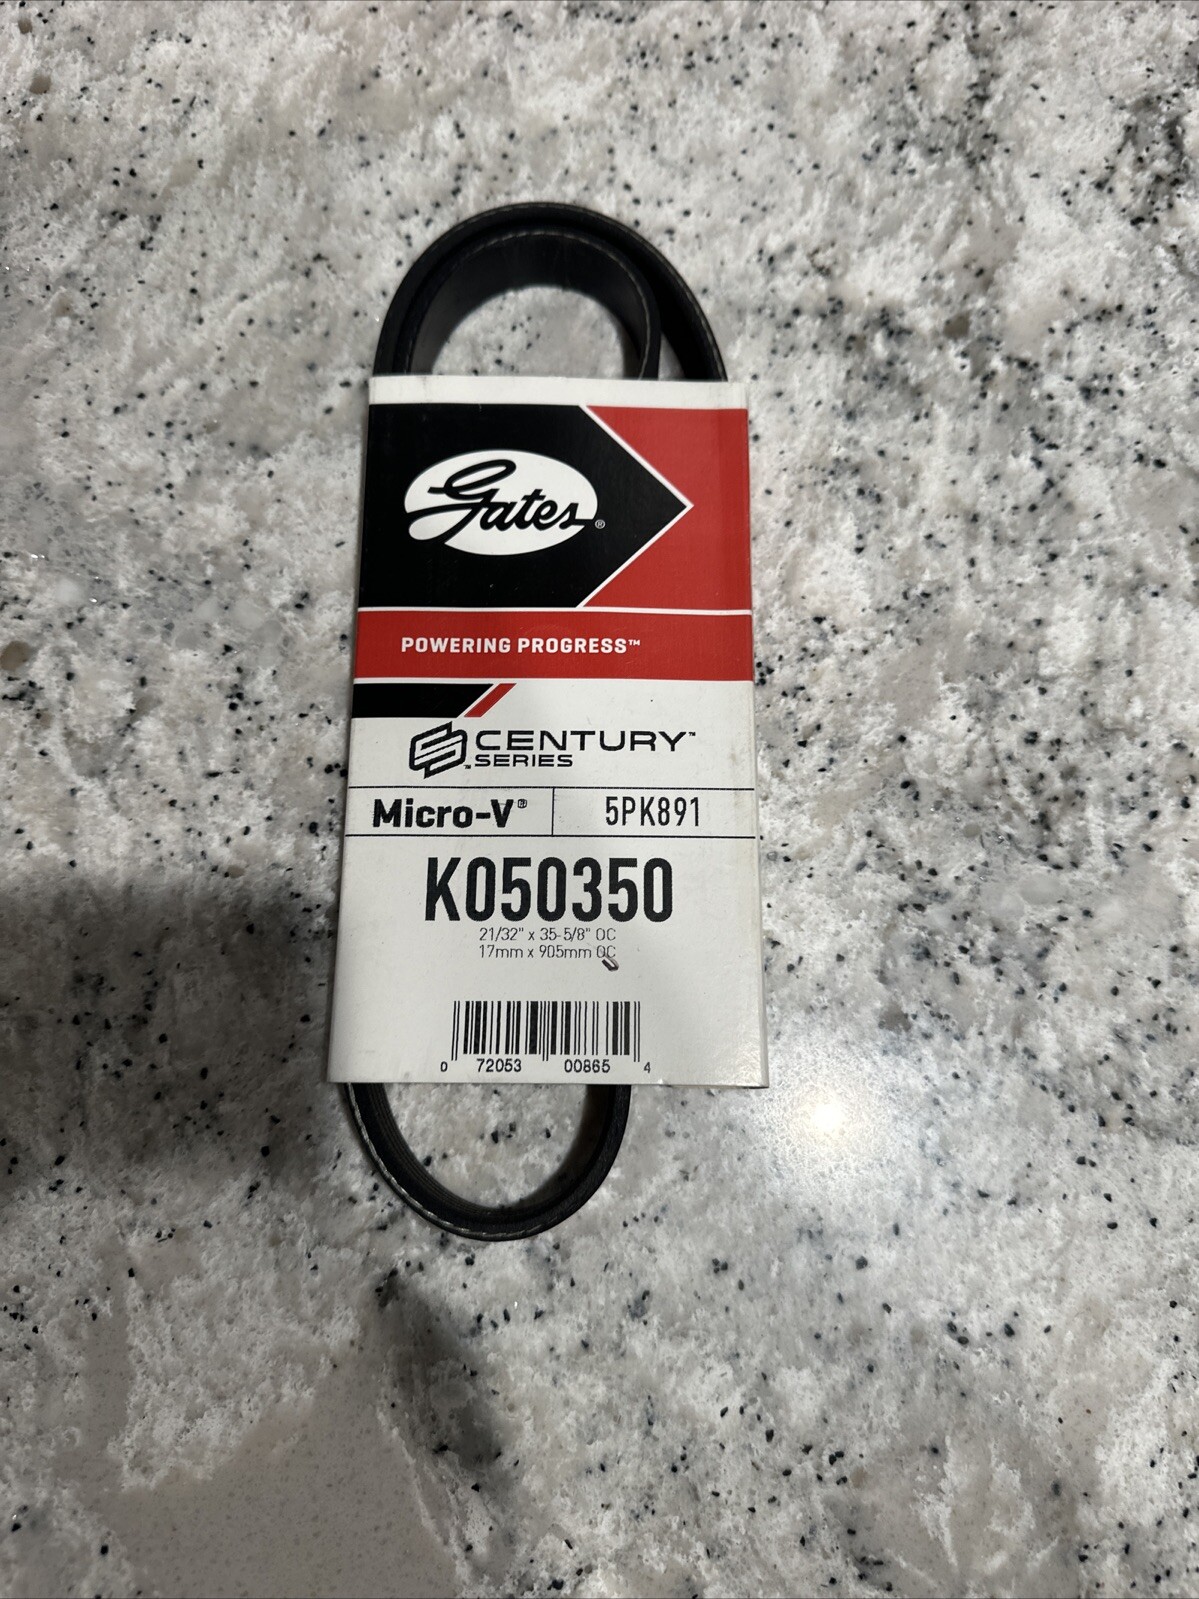 Gates®
POWERING PROGRESS™
CENTURY™
™SERIES
Micro-V® 5PK891
K050350
21/32" x 35-5/8" OC
17mm x 905mm OC
0 72053 00865 4